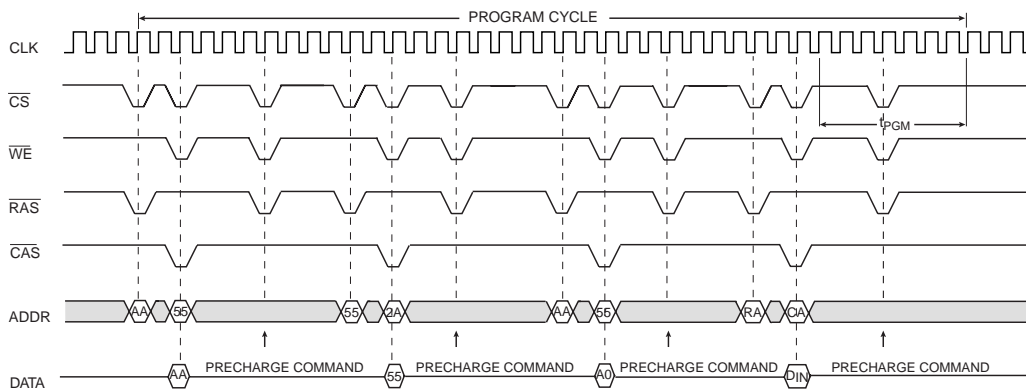 PROGRAM CYCLE
CLK
CS
tPGM
WE
RAS
CAS
ADDR AA 55 55 2A AA 55 RA CA
PRECHARGE COMMAND PRECHARGE COMMAND PRECHARGE COMMAND PRECHARGE COMMAND
DATA AA 55 A0 DIN